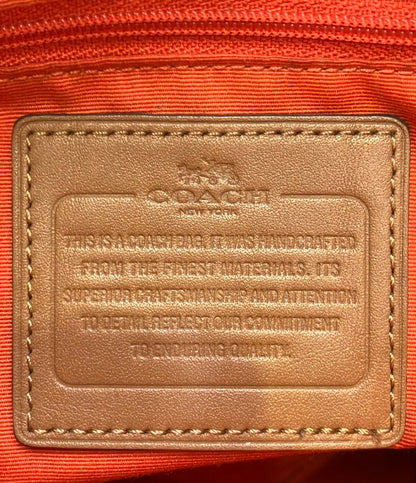 COACH
NEW YORK
THIS IS A COACH BAG. IT WAS HANDCRAFTED
FROM THE FINEST MATERIALS. ITS
SUPERIOR CRAFTSMANSHIP AND ATTENTION
TO DETAIL REFLECT OUR COMMITMENT
TO ENDURING QUALITY.